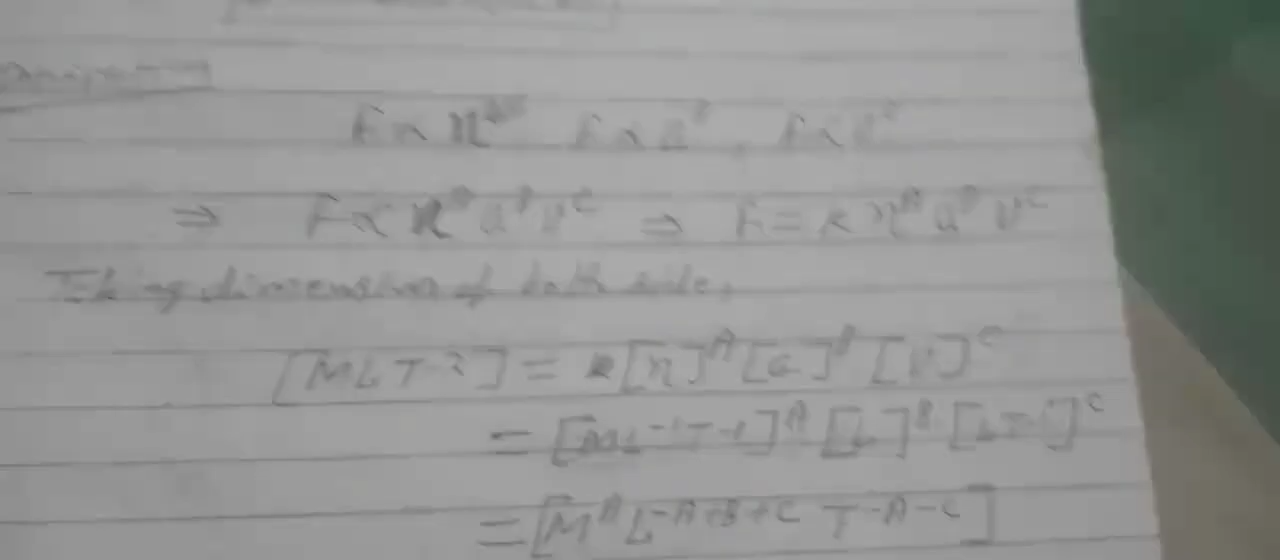 F ∝ η^A F ∝ a^B, F ∝ v^C
⇒ F ∝ η^A a^B v^C ⇒ F = K η^A a^B v^C
Taking dimension of both side,
[MLT-2] = k[η]^A [a]^B [v]^C
= [ML^-1T^-1]^A [L]^B [LT-1]^C
= [M^A L^-A+B+C T^-A-C]